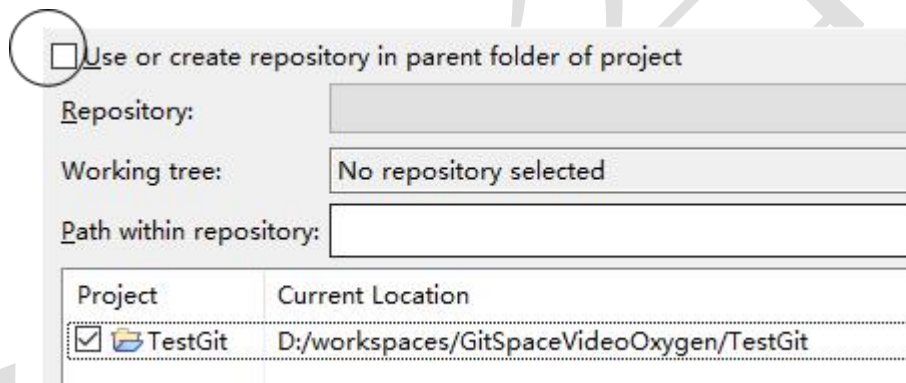 Use or create repository in parent folder of project
Repository:
Working tree: No repository selected
Path within repository:
Project Current Location
TestGit D:/workspaces/GitSpaceVideoOxygen/TestGit